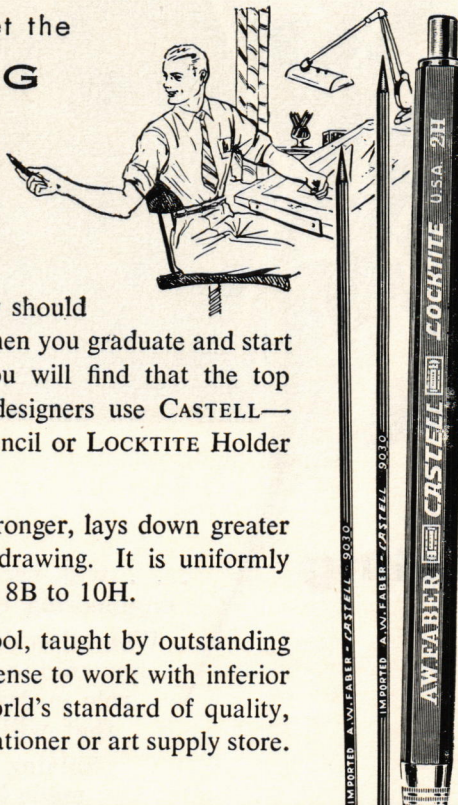 et the
G
should
hen you graduate and start
ou will find that the top
designers use CASTELL—
ncil or LOCKTITE Holder
ronger, lays down greater
drawing. It is uniformly
8B to 10H.
ool, taught by outstanding
ense to work with inferior
orld's standard of quality,
ationer or art supply store.
IMPORTED A.W. FABER - CASTELL 9030
IMPORTED A.W. FABER - CASTELL 9030
A.W.FABER CASTELL LOCKTITE U.S.A. 2H